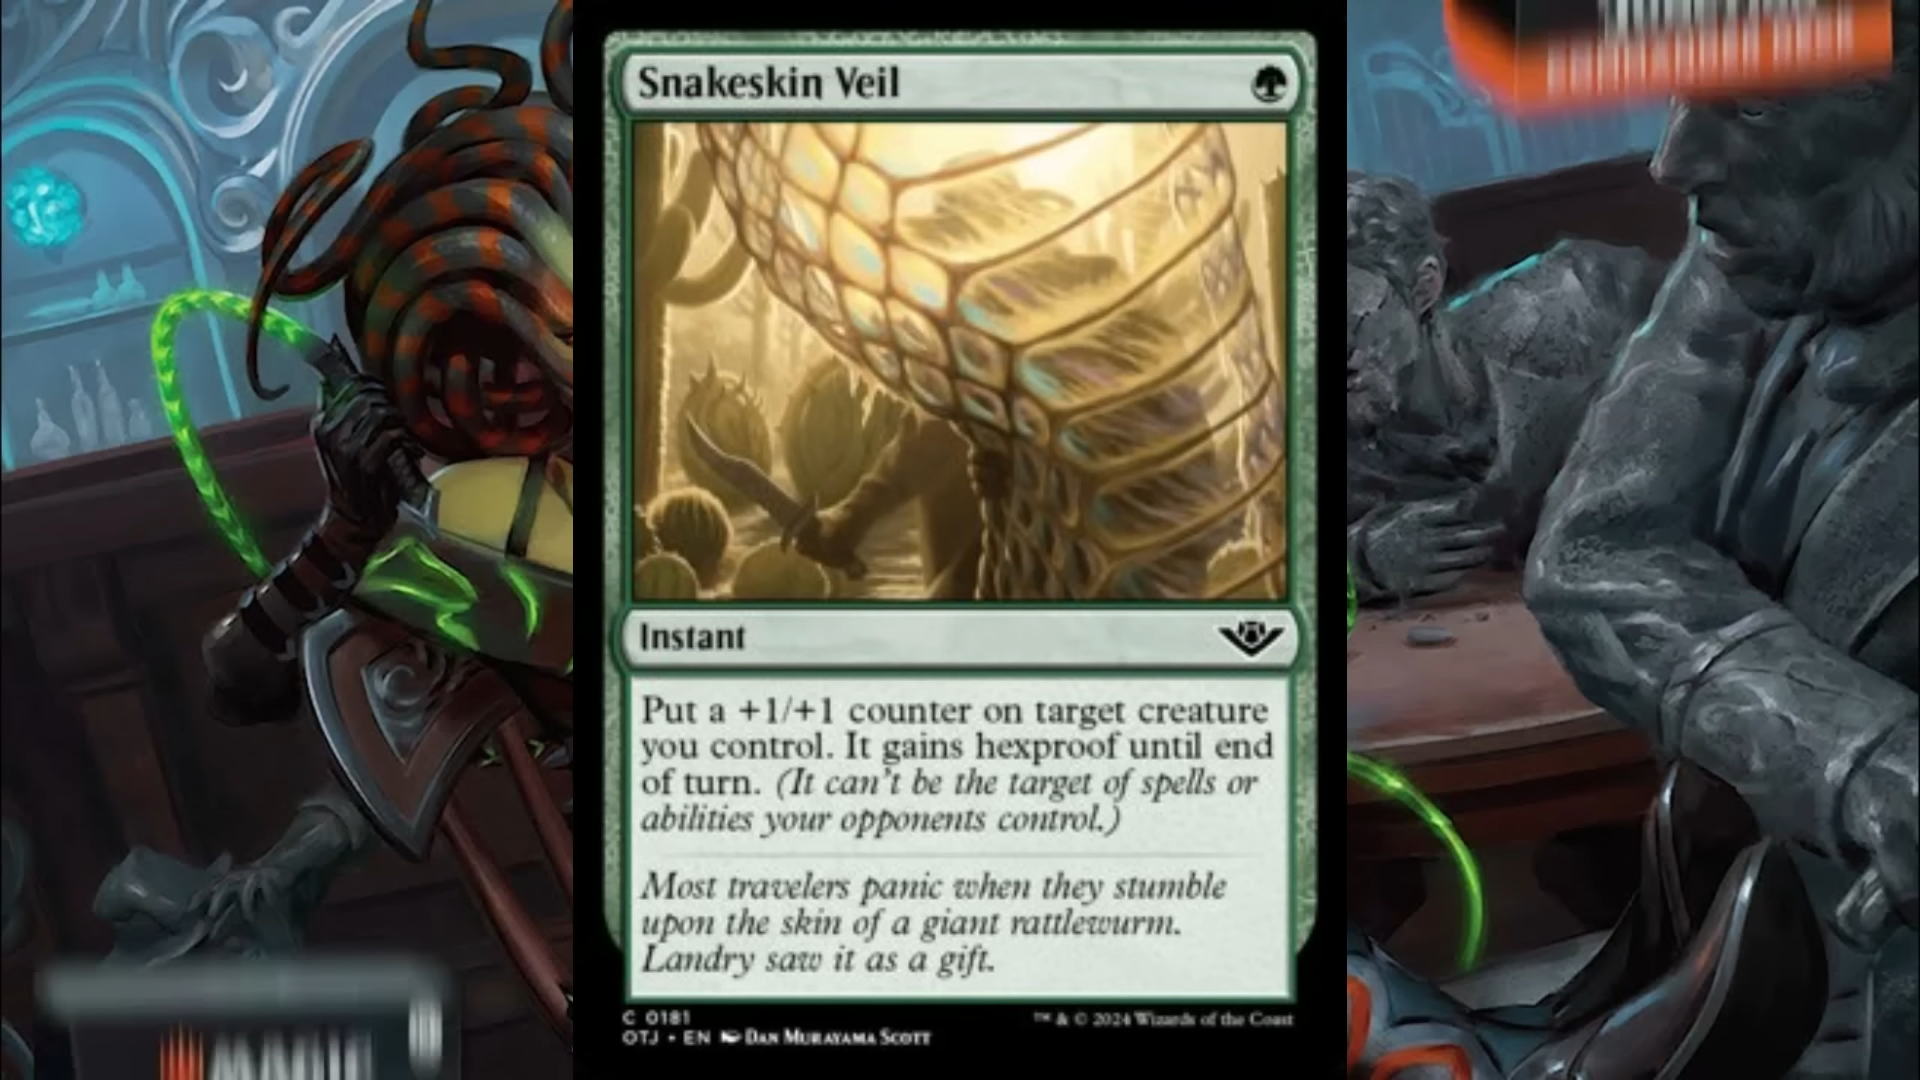 Snakeskin Veil
Instant
Put a +1/+1 counter on target creature
you control. It gains hexproof until end
of turn. (It can't be the target of spells or
abilities your opponents control.)
Most travelers panic when they stumble
upon the skin of a giant rattlewurm.
Landry saw it as a gift.
C 0181
OTJ • EN DAN MURAYAMA SCOTT
™ & © 2024 Wizards of the Coast